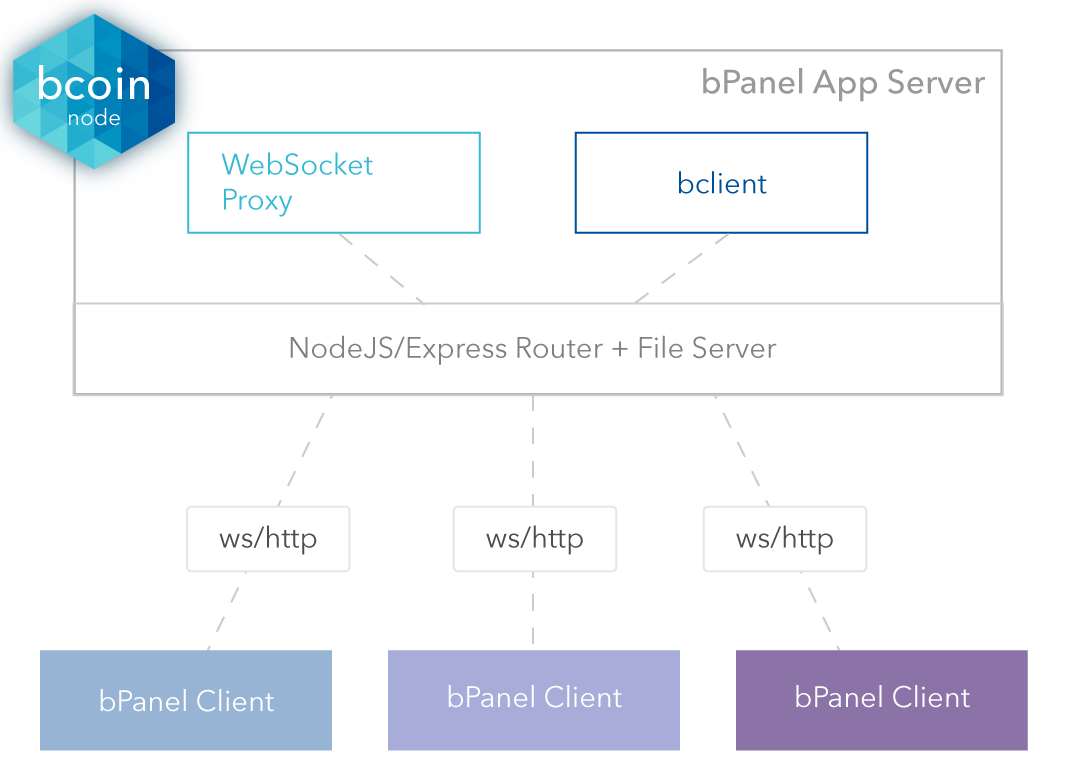 bcoin
node
bPanel App Server
WebSocket
Proxy
bclient
NodeJS/Express Router + File Server
ws/http
ws/http
ws/http
bPanel Client
bPanel Client
bPanel Client